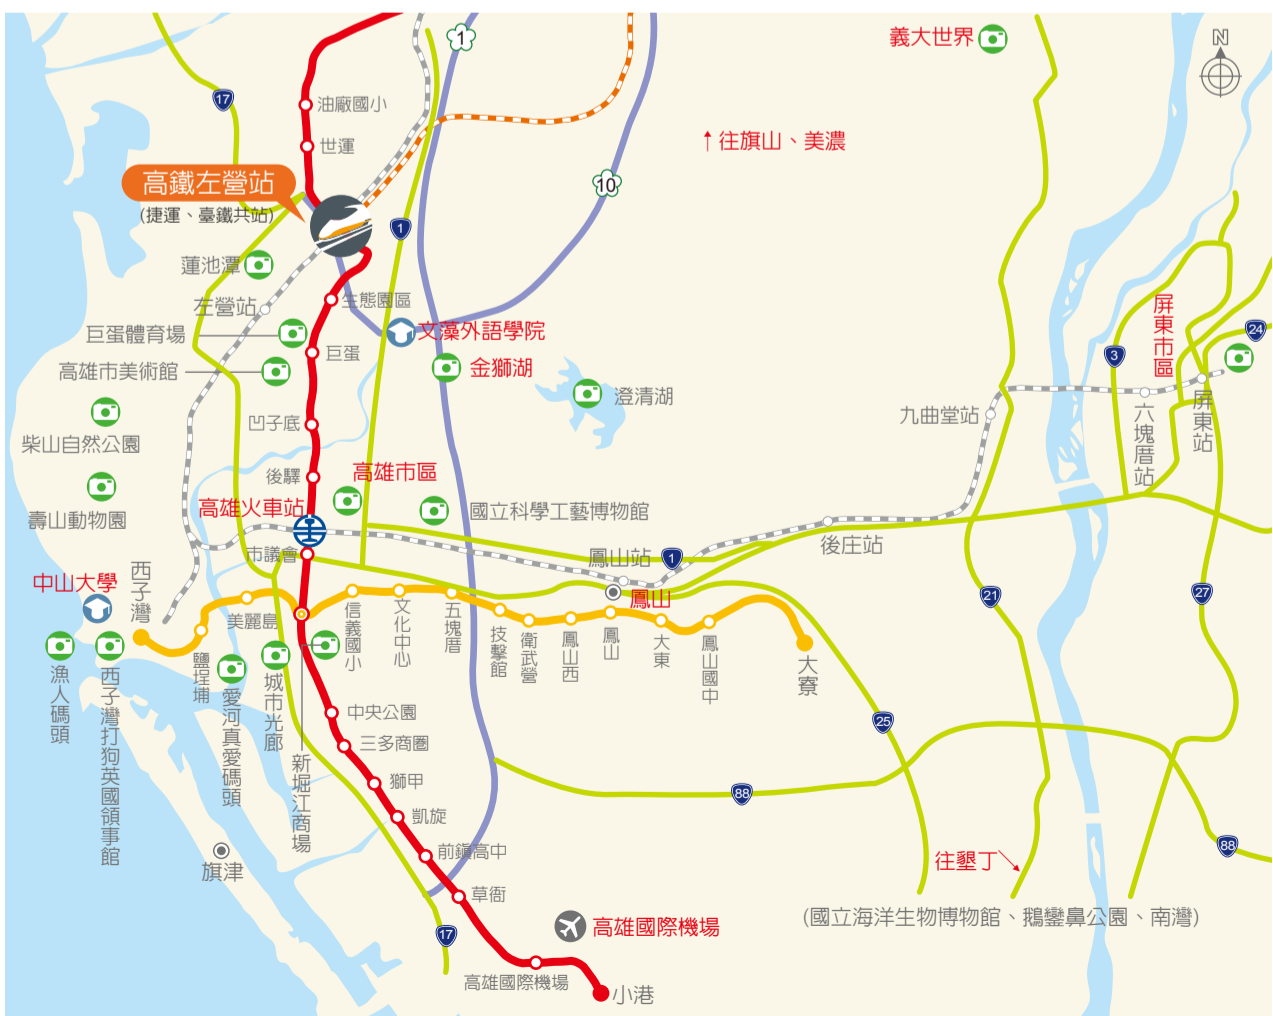 1
義大世界
N
17
油廠國小
世運
↑往旗山、美濃
高鐵左營站
(捷運、臺鐵共站)
10
1
蓮池潭
左營站
生態園區
巨蛋體育場
文藻外語學院
屏東市區
24
3
巨蛋
高雄市美術館
金獅湖
澄清湖
凹子底
柴山自然公園
九曲堂站
六塊厝站
屏東站
後驛
高雄市區
壽山動物園
高雄火車站
國立科學工藝博物館
後庄站
市議會
鳳山站
1
中山大學
西子灣
美麗島
信義國小
文化中心
五塊厝
技擊館
衛武營
鳳山西
鳳山
鳳山
大東
鳳山國中
大寮
21
27
鹽埕埔
漁人碼頭
西子灣打狗英國領事館
愛河真愛碼頭
城市光廊
新堀江商場
中央公園
三多商圈
25
獅甲
88
凱旋
前鎮高中
88
旗津
往墾丁
草衙
(國立海洋生物博物館、鵝鑾鼻公園、南灣)
17
高雄國際機場
高雄國際機場
小港